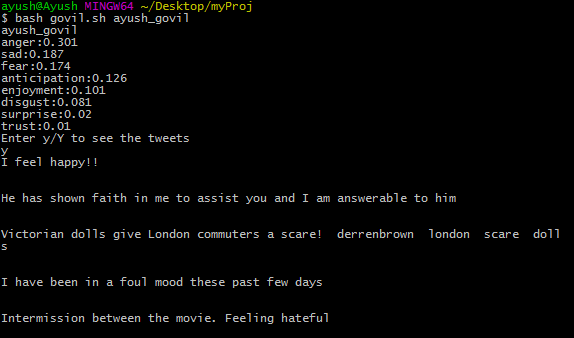 ayush@Ayush MINGW64 ~/Desktop/myProj
$ bash govil.sh ayush_govil
ayush_govil
anger:0.301
sad:0.187
fear:0.174
anticipation:0.126
enjoyment:0.101
disgust:0.081
surprise:0.02
trust:0.01
Enter y/Y to see the tweets
y
I feel happy!!
He has shown faith in me to assist you and I am answerable to him
Victorian dolls give London commuters a scare!  derrenbrown  london  scare  doll
s
I have been in a foul mood these past few days
Intermission between the movie. Feeling hateful